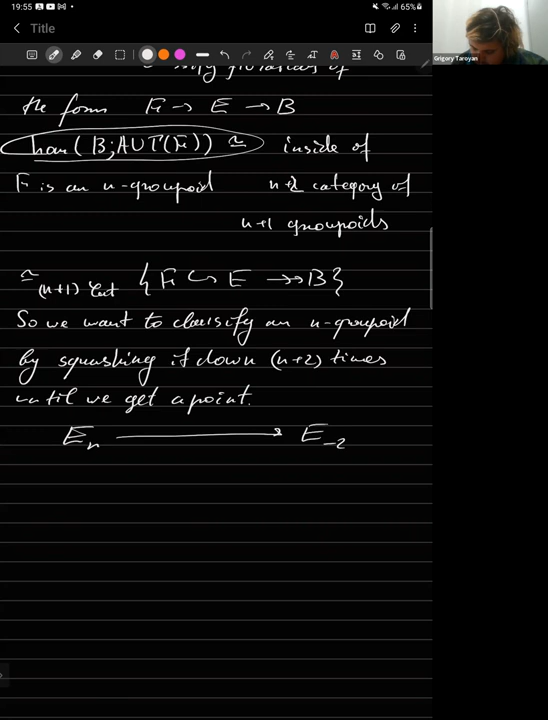 19:55
65%
Title
Grigory Taroyan
of
the form F → E → B
hom(B; AUT(F)) ≃ inside of
F is an n-groupoid n+2 category of
n+1 groupoids
≃(n+1) Cat {F ↪ E ↠ B}
So we want to classify an n-groupoid
by squashing it down (n+2) times
until we get a point.
Eₙ ⟶ E₋₂